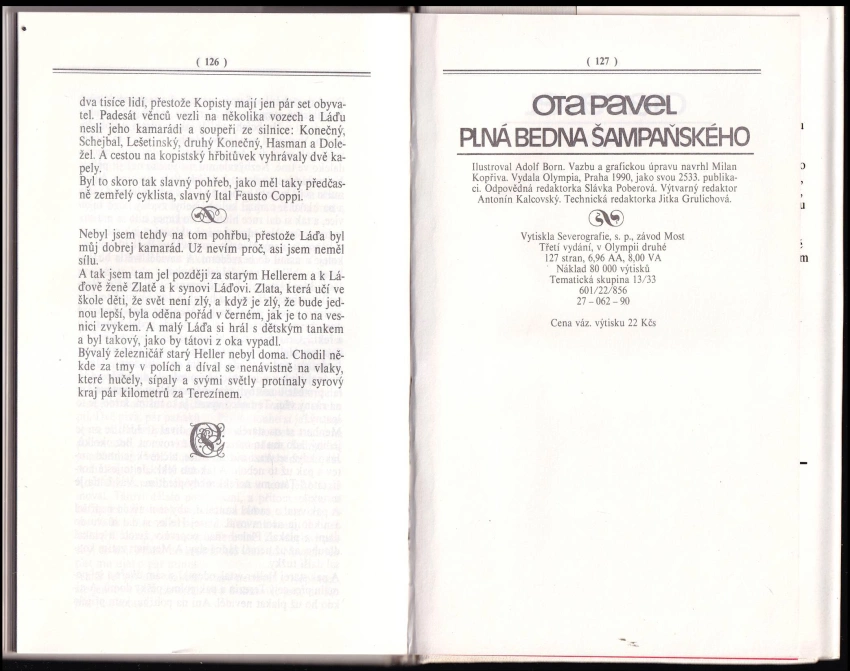 ( 126 )
dva tisíce lidí, přestože Kopisty mají jen pár set obyva-
tel. Padesát věnců vezli na několika vozech a Láďu
nesli jeho kamarádi a soupeři ze silnice: Konečný,
Schejbal, Lešetinský, druhý Konečný, Hasman a Dole-
žel. A cestou na kopistský hřbitůvek vyhrávaly dvě ka-
pely.
Byl to skoro tak slavný pohřeb, jako měl taky předčas-
ně zemřelý cyklista, slavný Ital Fausto Coppi.
Nebyl jsem tehdy na tom pohřbu, přestože Láďa byl
můj dobrej kamarád. Už nevím proč, asi jsem neměl
sílu.
A tak jsem tam jel později za starým Hellerem a k Lá-
ďově ženě Zlatě a k synovi Láďovi. Zlata, která učí ve
škole děti, že svět není zlý, a když je zlý, že bude jed-
nou lepší, byla oděna pořád v černém, jak je to na ves-
nici zvykem. A malý Láďa si hrál s dětským tankem
a byl takový, jako by tátovi z oka vypadl.
Bývalý železničář starý Heller nebyl doma. Chodil ně-
kde za tmy v polích a díval se nenávistně na vlaky,
které hučely, sípaly a svými světly protínaly syrový
kraj pár kilometrů za Terezínem.
( 127 )
OTA PAVEL
PLNÁ BEDNA ŠAMPAŇSKÉHO
Ilustroval Adolf Born. Vazbu a grafickou úpravu navrhl Milan
Kopřiva. Vydala Olympia, Praha 1990, jako svou 2533. publika-
ci. Odpovědná redaktorka Slávka Poberová. Výtvarný redaktor
Antonín Kalcovský. Technická redaktorka Jitka Grulichová.
Vytiskla Severografie, s. p., závod Most
Třetí vydání, v Olympii druhé
127 stran, 6,96 AA, 8,00 VA
Náklad 80 000 výtisků
Tematická skupina 13/33
601/22/856
27 – 062 – 90
Cena váz. výtisku 22 Kčs